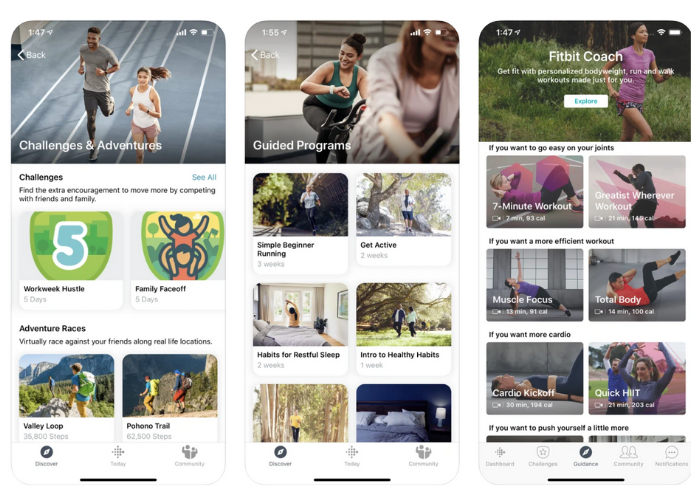 1:47
Back
Challenges & Adventures
Challenges
See All
Find the extra encouragement to move more by competing
with friends and family.
5
Workweek Hustle
5 Days
Family Faceoff
5 Days
Adventure Races
Virtually race against your friends along real life locations.
Valley Loop
35,800 Steps
Pohono Trail
62,500 Steps
Discover
Today
Community
1:55
Back
Guided Programs
Simple Beginner
Running
3 weeks
Get Active
2 weeks
Habits for Restful Sleep
2 weeks
Intro to Healthy Habits
1 week
Discover
Today
Community
1:47
Fitbit Coach
Get fit with personalized bodyweight, run and walk
workouts made just for you.
Explore
If you want to go easy on your joints
7-Minute Workout
7 min, 93 cal
Greatist Wherever
Workout
21 min, 145 cal
If you want a more efficient workout
Muscle Focus
13 min, 91 cal
Total Body
14 min, 100 cal
If you want more cardio
Cardio Kickoff
30 min, 194 cal
Quick HIIT
21 min, 203 cal
If you want to push yourself a little more
Dashboard
Challenges
Guidance
Community
Notifications